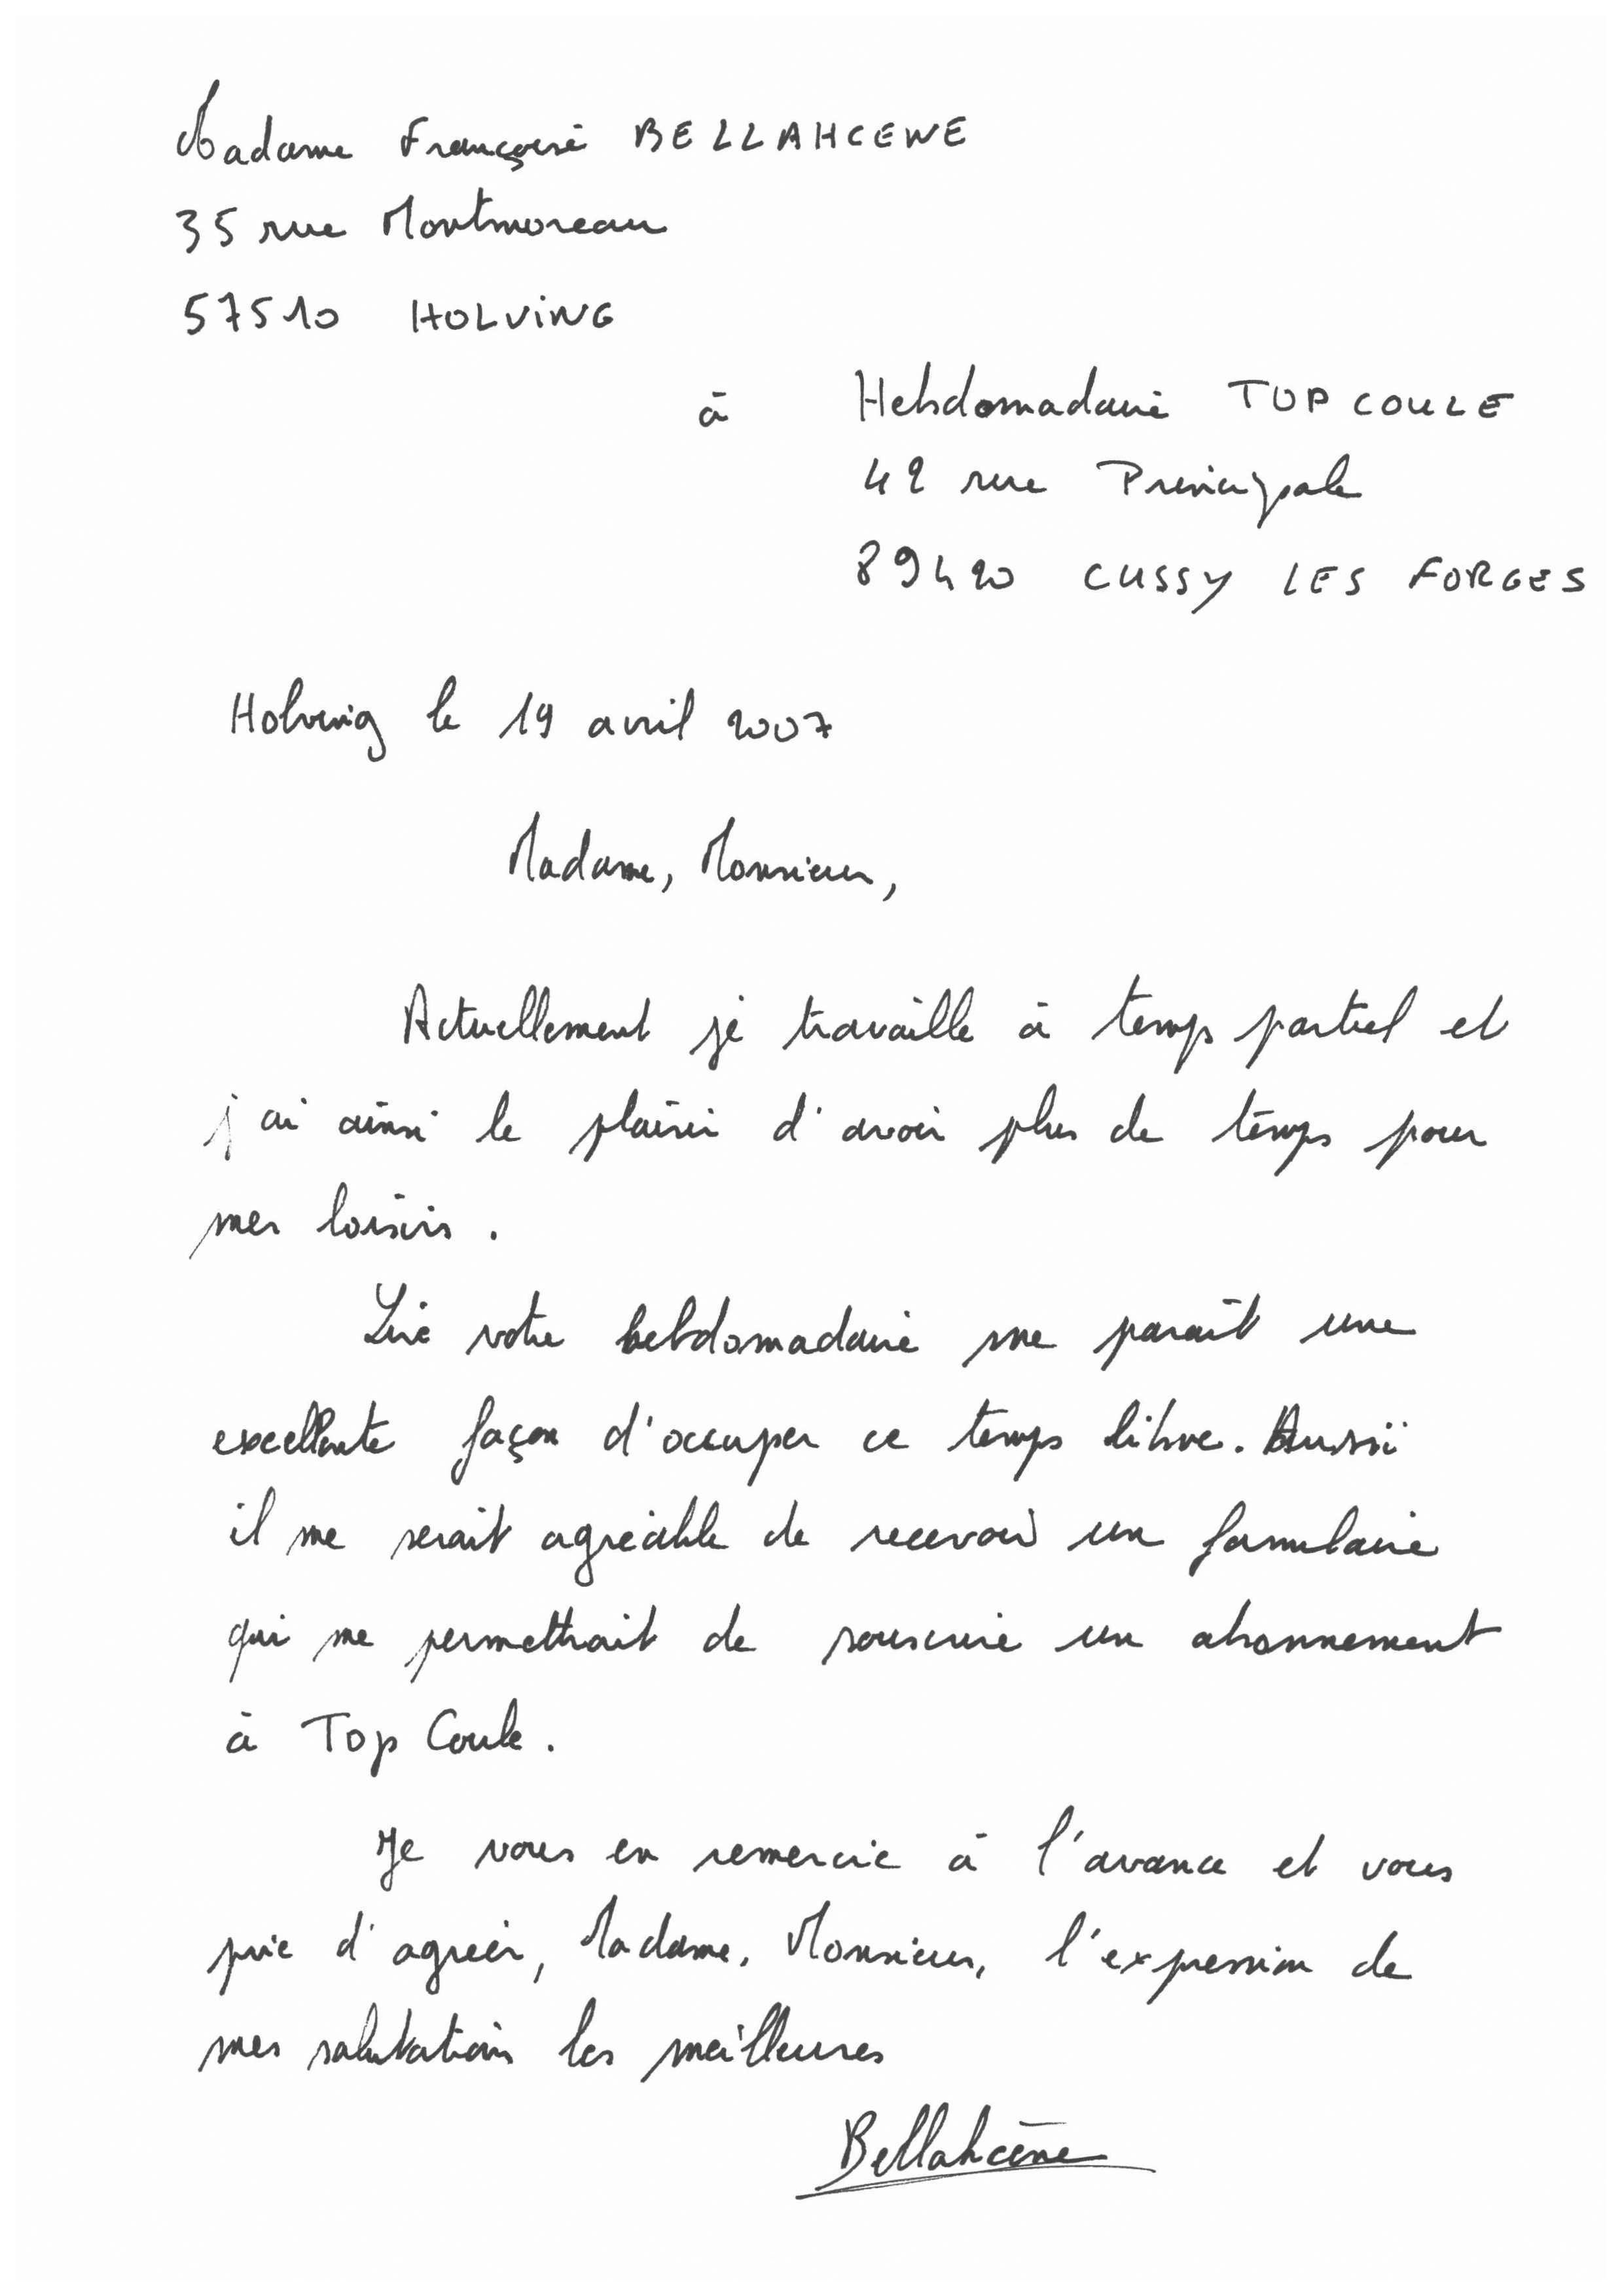 Madame Françoise BELLAHCENE
35 rue Montmoreau
57510 HOLVING
à Hebdomadaire TOP COULE
42 rue Principale
89420 CUSSY LES FORGES
Holving le 19 avril 2007
Madame, Monsieur,
Actuellement je travaille à temps partiel et
j'ai ainsi le plaisir d'avoir plus de temps pour
mes loisirs.
Lire votre hebdomadaire me paraît une
excellente façon d'occuper ce temps libre. Aussi
il me serait agréable de recevoir un formulaire
qui me permettrait de souscrire un abonnement
à Top Coule.
Je vous en remercie à l'avance et vous
prie d'agréer, Madame, Monsieur, l'expression de
mes salutations les meilleures
Bellahcène